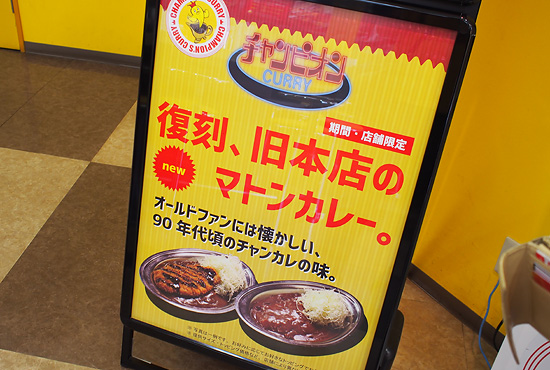 CHAMPION'S CURRY
チャンピオン
CURRY
期間・店舗限定
復刻、旧本店の
new
マトンカレー。
オールドファンには懐かしい、
90年代頃のチャンカレの味。